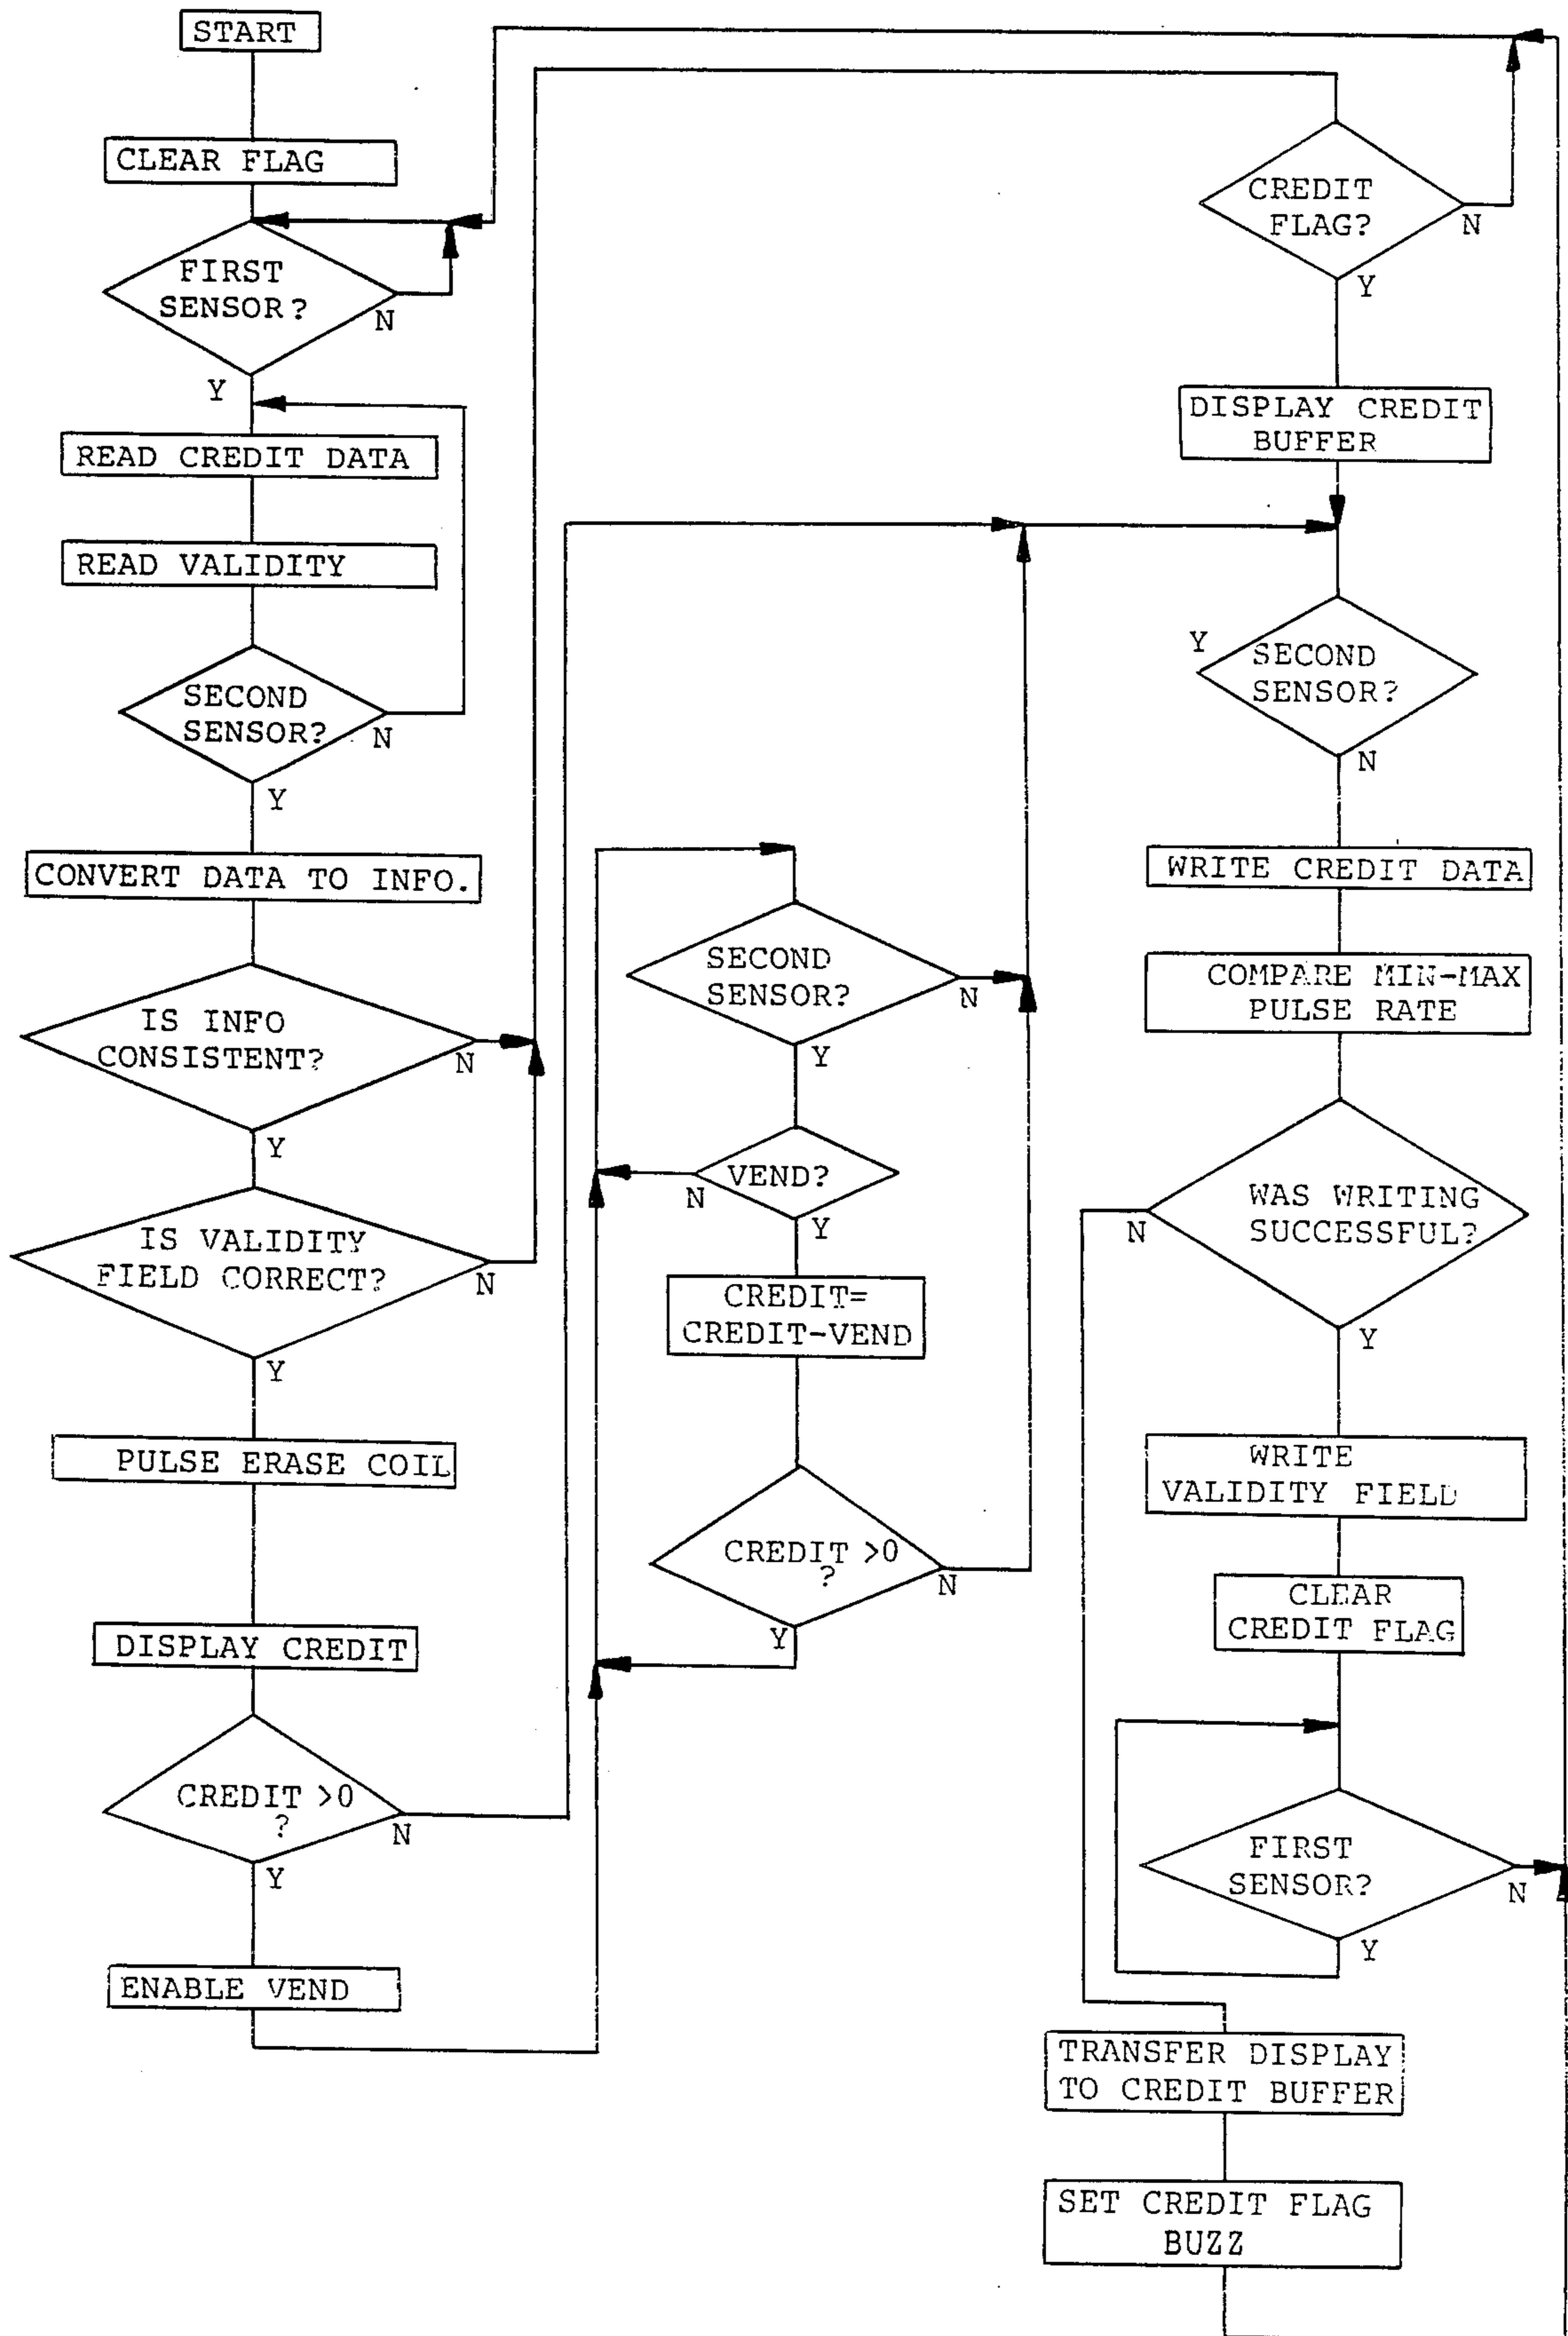 START
CLEAR FLAG
FIRST
SENSOR?
N
Y
READ CREDIT DATA
READ VALIDITY
SECOND
SENSOR?
N
Y
CONVERT DATA TO INFO.
IS INFO
CONSISTENT?
N
Y
IS VALIDITY
FIELD CORRECT?
N
Y
PULSE ERASE COIL
DISPLAY CREDIT
CREDIT >0
?
N
Y
ENABLE VEND
SECOND
SENSOR?
N
Y
VEND?
N
Y
CREDIT=
CREDIT-VEND
CREDIT >0
?
N
Y
CREDIT
FLAG?
N
Y
DISPLAY CREDIT
BUFFER
Y
SECOND
SENSOR?
N
WRITE CREDIT DATA
COMPARE MIN-MAX
PULSE RATE
WAS WRITING
SUCCESSFUL?
N
Y
WRITE
VALIDITY FIELD
CLEAR
CREDIT FLAG
FIRST
SENSOR?
N
Y
TRANSFER DISPLAY
TO CREDIT BUFFER
SET CREDIT FLAG
BUZZ